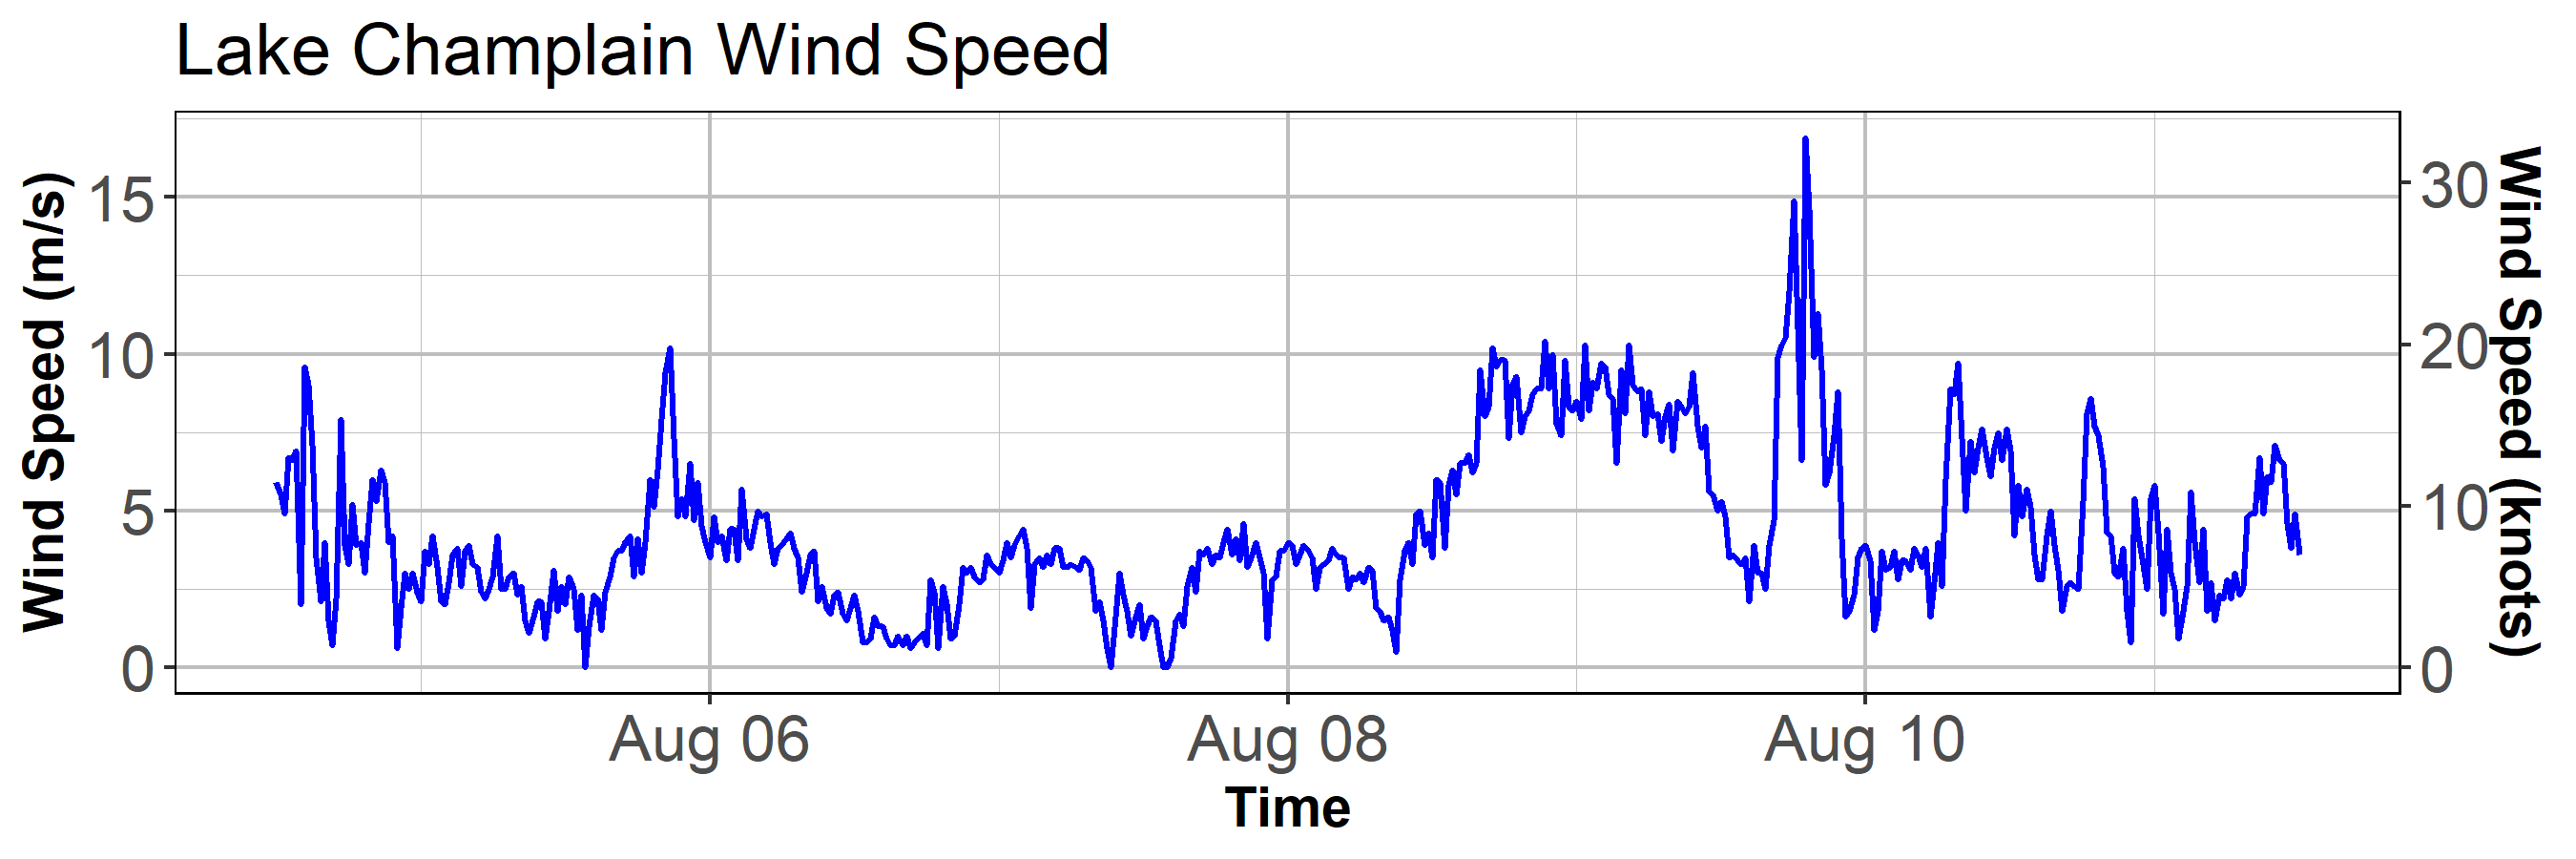 Lake Champlain Wind Speed
Wind Speed (m/s)
15
10
5
0
30
20
10
0
Wind Speed (knots)
Aug 06
Aug 08
Aug 10
Time